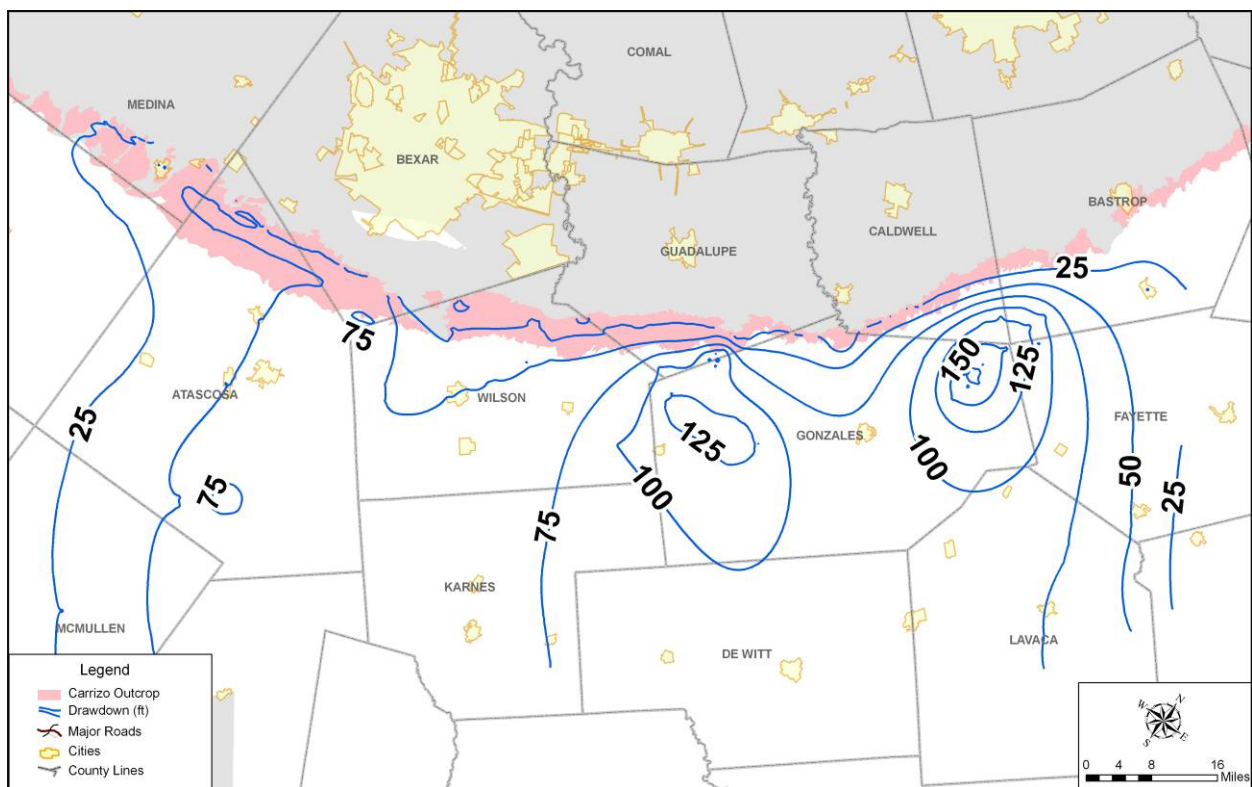 COMAL
MEDINA
BEXAR
BASTROP
CALDWELL
GUADALUPE
25
75
150
125
ATASCOSA
WILSON
25
FAYETTE
125
GONZALES
100
50
75
100
25
75
KARNES
MCMULLEN
LAVACA
DE WITT
Legend
Carrizo Outcrop
Drawdown (ft)
Major Roads
Cities
County Lines
N
W
E
S
0 4 8 16
Miles